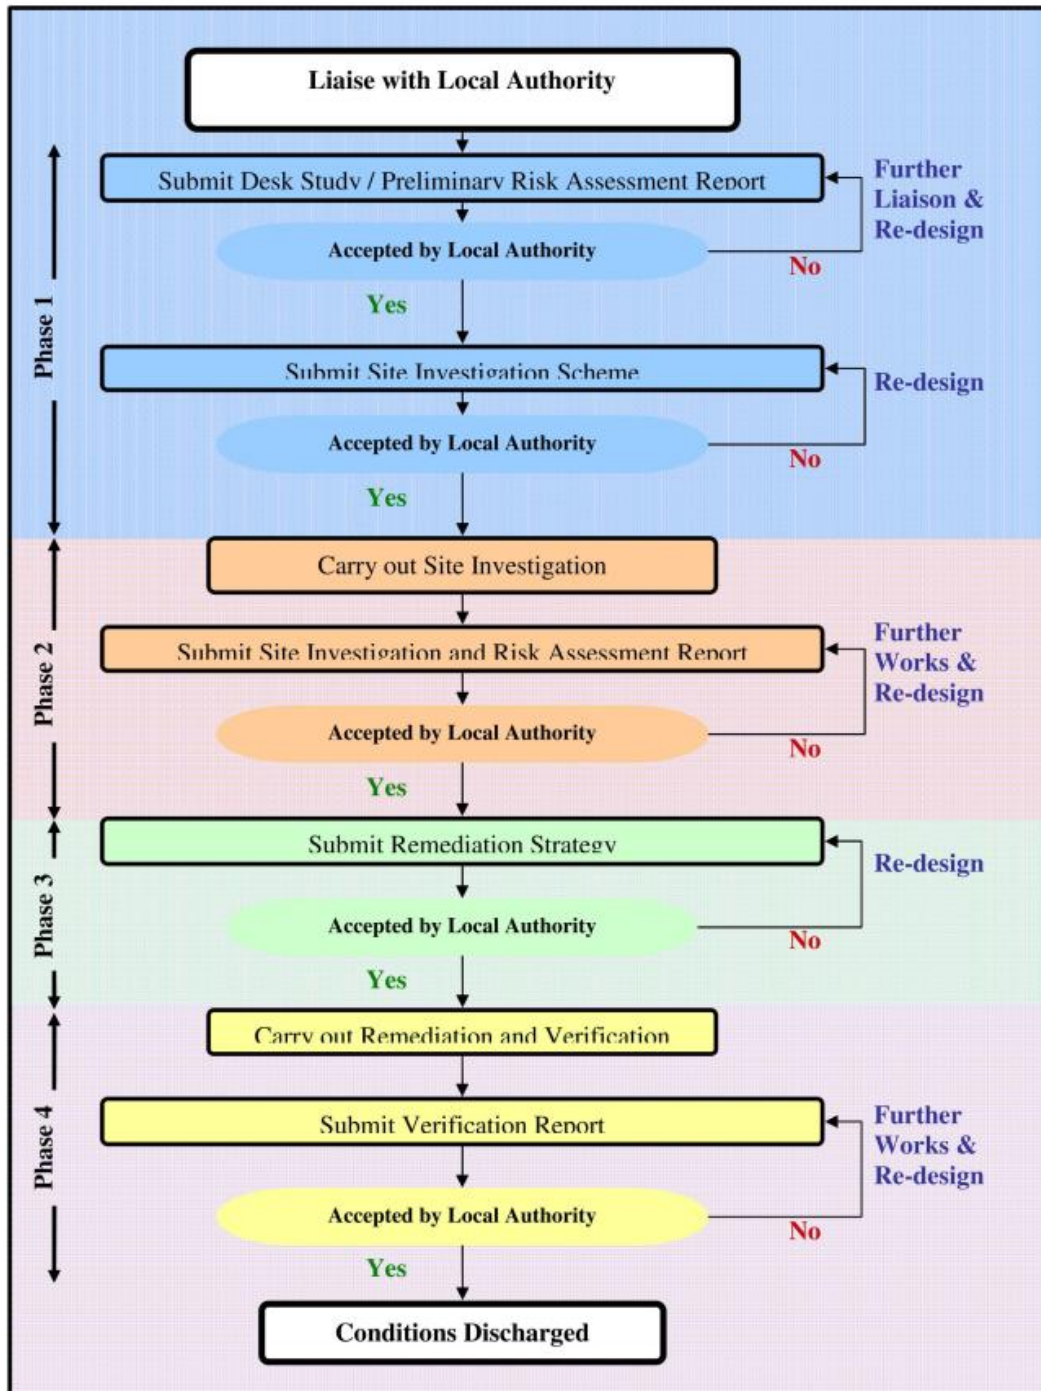 Liaise with Local Authority
Submit Desk Study / Preliminary Risk Assessment Report
Further
Liaison &
Re-design
Accepted by Local Authority
No
Yes
Phase 1
Submit Site Investigation Scheme
Re-design
Accepted by Local Authority
No
Yes
Carry out Site Investigation
Phase 2
Submit Site Investigation and Risk Assessment Report
Further
Works &
Re-design
Accepted by Local Authority
No
Yes
Submit Remediation Strategy
Re-design
Phase 3
Accepted by Local Authority
No
Yes
Carry out Remediation and Verification
Phase 4
Submit Verification Report
Further
Works &
Re-design
Accepted by Local Authority
No
Yes
Conditions Discharged